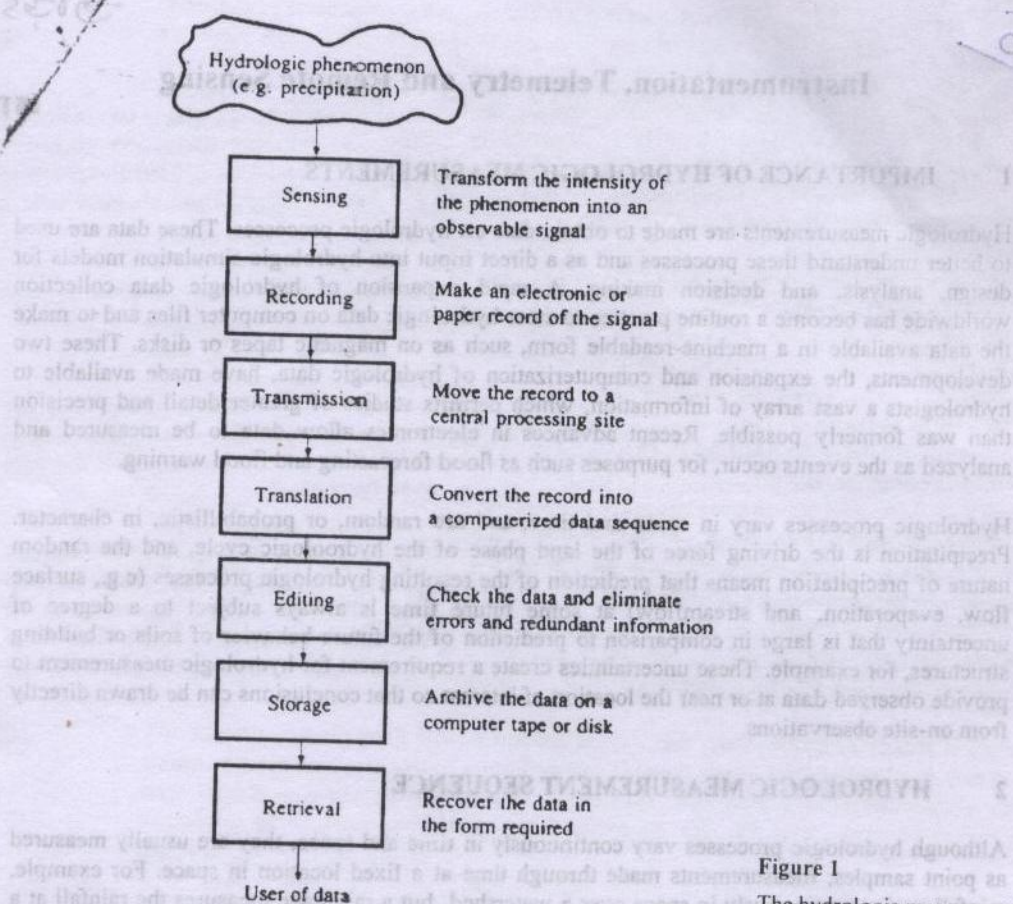 Hydrologic phenomenon
(e.g. precipitation)
Sensing
Transform the intensity of
the phenomenon into an
observable signal
Recording
Make an electronic or
paper record of the signal
Transmission
Move the record to a
central processing site
Translation
Convert the record into
a computerized data sequence
Editing
Check the data and eliminate
errors and redundant information
Storage
Archive the data on a
computer tape or disk
Retrieval
Recover the data in
the form required
User of data
Figure 1
The hydrologic
Instrumentation, Telemetry and Remote Sensing
1 IMPORTANCE OF HYDROLOGIC MEASUREMENTS
Hydrologic measurements are made to on hydrologic processes. These data are used
to better understand these processes and as a direct input into hydrologic simulation models for
design, analysis, and decision making. expansion of hydrologic data collection
worldwide has become a routine hydrologic data on computer files and to make
the data available in a machine-readable form, such as on magnetic tapes or disks. These two
developments, the expansion and computerization of hydrologic data, have made available to
hydrologists a vast array of information, which permits studies of greater detail and precision
than was formerly possible. Recent advances in electronics allow data to be measured and
analyzed as the events occur, for purposes such as flood forecasting and flood warning.
Hydrologic processes vary in random, or probabilistic, in character.
Precipitation is the driving force of the land phase of the hydrologic cycle, and the random
nature of precipitation means that prediction of the resulting hydrologic processes (e.g., surface
flow, evaporation, and streamflow) at some future time is always subject to a degree of
uncertainty that is large in comparison to prediction of the future behavior of soils or building
structures, for example. These uncertainties create a requirement for hydrologic measurement to
provide observed data at or near the location of interest so that conclusions can be drawn directly
from on-site observations.
2 HYDROLOGIC MEASUREMENT SEQUENCE
Although hydrologic processes vary continuously in time and space, they are usually measured
as point samples, measurements made through time at a fixed location in space. For example,
in space over a watershed, but a measures the rainfall at a